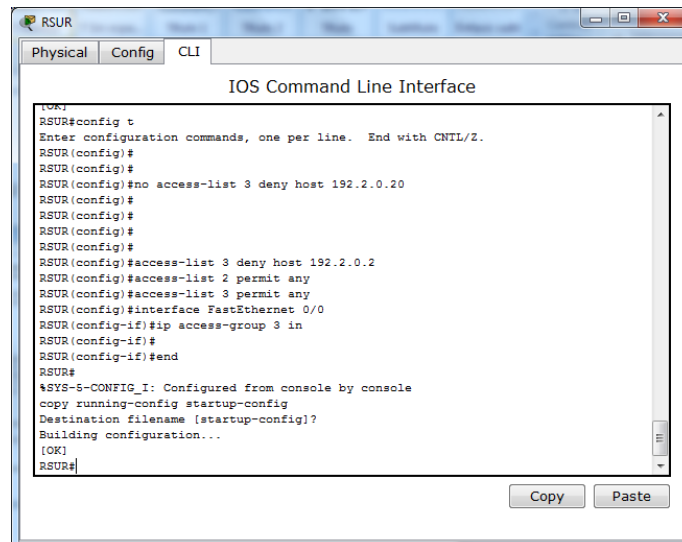 RSUR
Physical Config CLI
IOS Command Line Interface
[OK]
RSUR#config t
Enter configuration commands, one per line.  End with CNTL/Z.
RSUR(config)#
RSUR(config)#
RSUR(config)#no access-list 3 deny host 192.2.0.20
RSUR(config)#
RSUR(config)#
RSUR(config)#
RSUR(config)#
RSUR(config)#access-list 3 deny host 192.2.0.2
RSUR(config)#access-list 2 permit any
RSUR(config)#access-list 3 permit any
RSUR(config)#interface FastEthernet 0/0
RSUR(config-if)#ip access-group 3 in
RSUR(config-if)#
RSUR(config-if)#end
RSUR#
%SYS-5-CONFIG_I: Configured from console by console
copy running-config startup-config
Destination filename [startup-config]?
Building configuration...
[OK]
RSUR#
Copy Paste